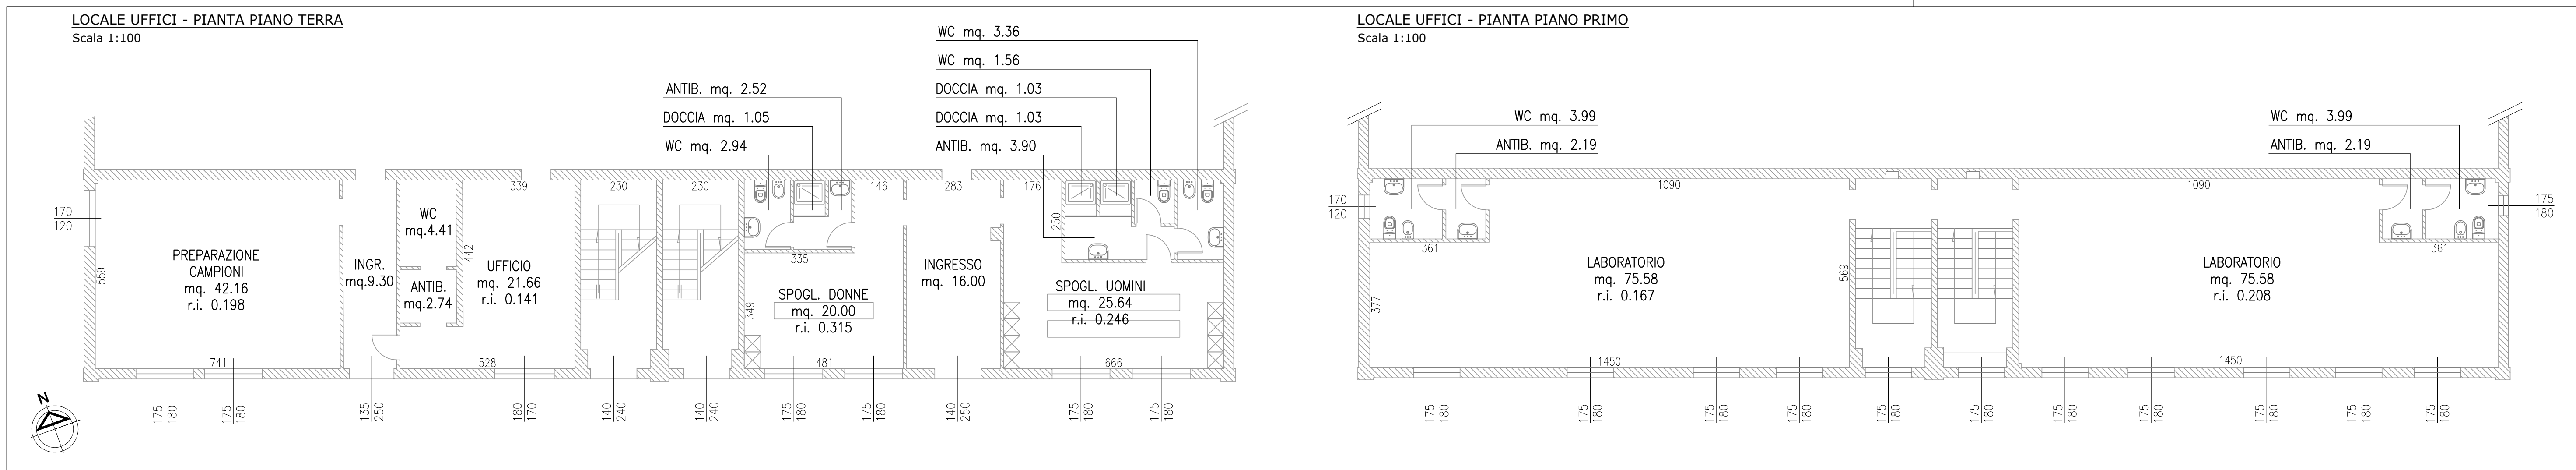 LOCALE UFFICI - PIANTA PIANO TERRA
Scala 1:100
WC mq. 3.36
WC mq. 1.56
ANTIB. mq. 2.52
DOCCIA mq. 1.03
DOCCIA mq. 1.05
DOCCIA mq. 1.03
WC mq. 2.94
ANTIB. mq. 3.90
339
230
230
146
283
176
170
120
WC
mq.4.41
250
442
335
PREPARAZIONE
CAMPIONI
mq. 42.16
r.i. 0.198
559
INGR.
mq.9.30
ANTIB.
mq.2.74
UFFICIO
mq. 21.66
r.i. 0.141
INGRESSO
mq. 16.00
SPOGL. DONNE
mq. 20.00
r.i. 0.315
349
SPOGL. UOMINI
mq. 25.64
r.i. 0.246
741
528
481
666
175
180
175
180
135
250
180
170
140
240
140
240
175
180
175
180
140
250
175
180
175
180
N
LOCALE UFFICI - PIANTA PIANO PRIMO
Scala 1:100
WC mq. 3.99
ANTIB. mq. 2.19
WC mq. 3.99
ANTIB. mq. 2.19
1090
1090
170
120
175
180
361
361
LABORATORIO
mq. 75.58
r.i. 0.167
569
377
LABORATORIO
mq. 75.58
r.i. 0.208
1450
1450
175
180
175
180
175
180
175
180
175
180
175
180
175
180
175
180
175
180
175
180
175
180